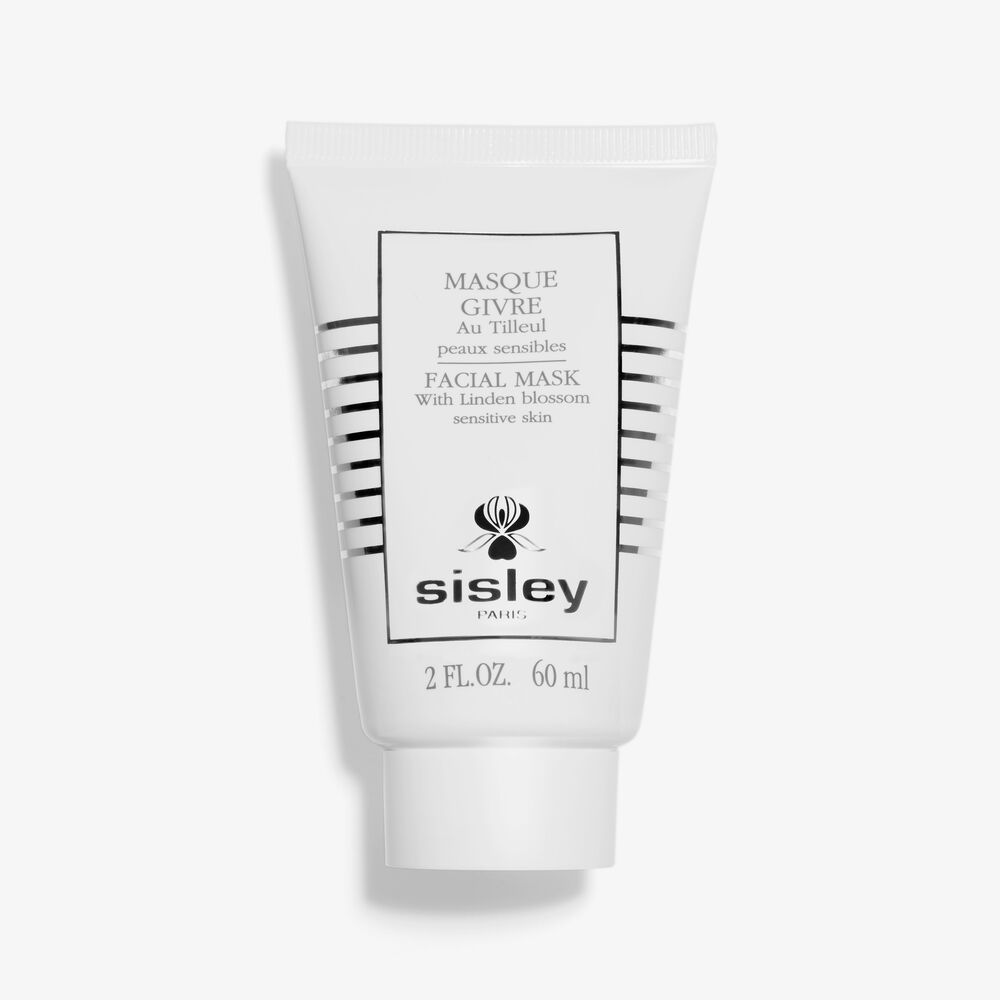 MASQUE
GIVRE
Au Tilleul
peaux sensibles
FACIAL MASK
With Linden blossom
sensitive skin
sisley
PARIS
2 FL.OZ. 60 ml